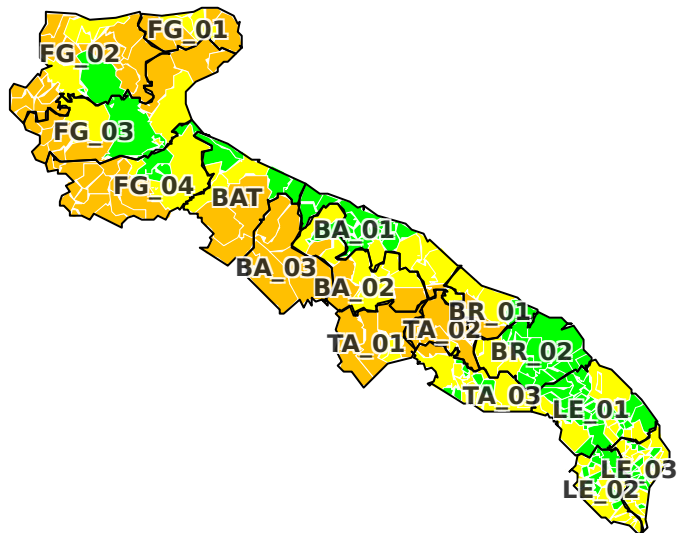 FG_01
FG_02
FG_03
FG_04
BAT
BA_01
BA_03
BA_02
BR_01
TA_02
TA_01
BR_02
TA_03
LE_01
LE_03
LE_02